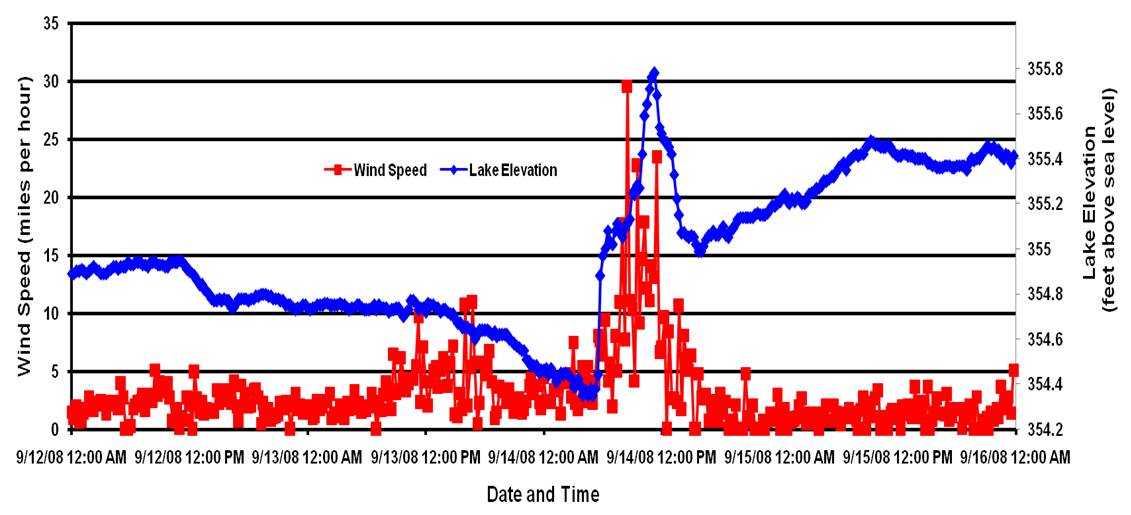 35
30
25
20
15
10
5
0
Wind Speed (miles per hour)
Wind Speed Lake Elevation
355.8
355.6
355.4
355.2
355
354.8
354.6
354.4
354.2
Lake Elevation
(feet above sea level)
9/12/08 12:00 AM 9/12/08 12:00 PM 9/13/08 12:00 AM 9/13/08 12:00 PM 9/14/08 12:00 AM 9/14/08 12:00 PM 9/15/08 12:00 AM 9/15/08 12:00 PM 9/16/08 12:00 AM
Date and Time